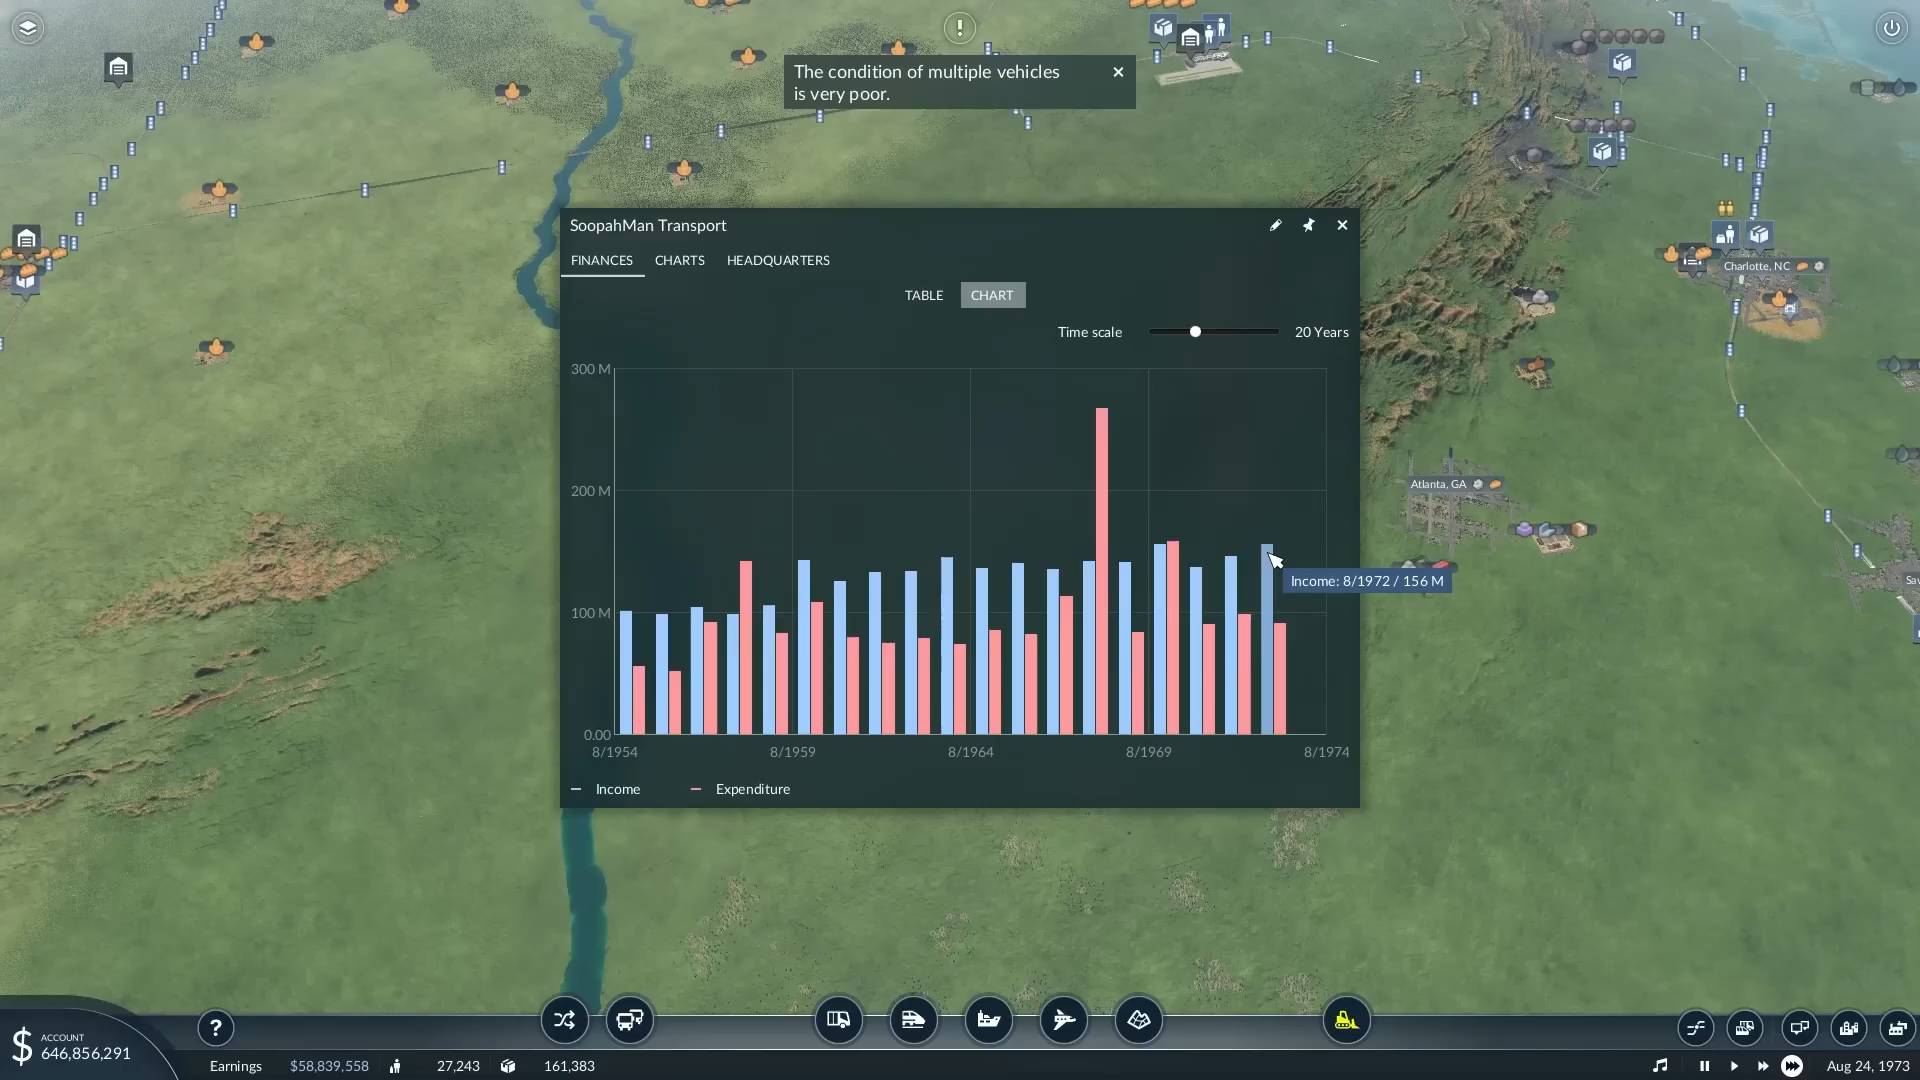 The condition of multiple vehicles
is very poor.
SoopahMan Transport
FINANCES
CHARTS
HEADQUARTERS
TABLE
CHART
Time scale
20 Years
300 M
200 M
100 M
0.00
8/1954
8/1959
8/1964
8/1969
8/1974
Income: 8/1972 / 156 M
Income
Expenditure
Charlotte, NC
Atlanta, GA
Sav
?
$
ACCOUNT
646,856,291
Earnings
$58,839,558
27,243
161,383
Aug 24, 1973